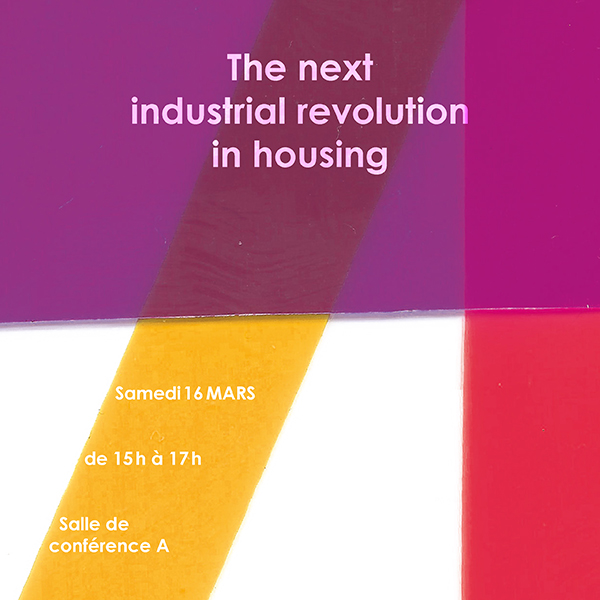 The next
industrial revolution
in housing
Samedi 16 MARS
de 15h à 17h
Salle de
conférence A